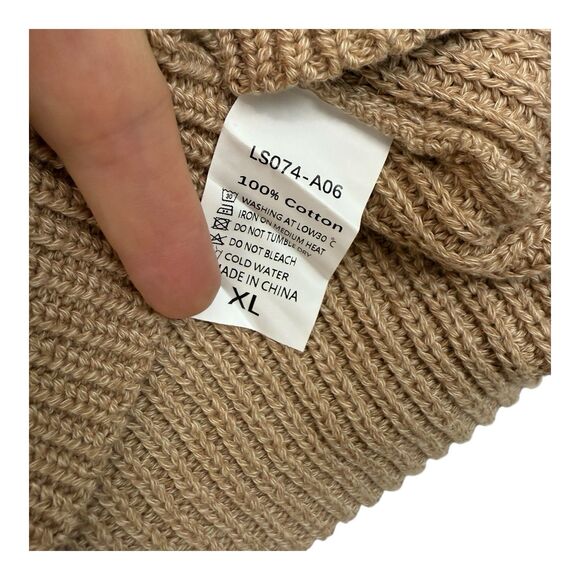 LS074-A06
100% Cotton
30
WASHING AT LOW30 ℃
IRON ON MEDIUM HEAT
DO NOT TUMBLE DRY
DO NOT BLEACH
COLD WATER
MADE IN CHINA
XL